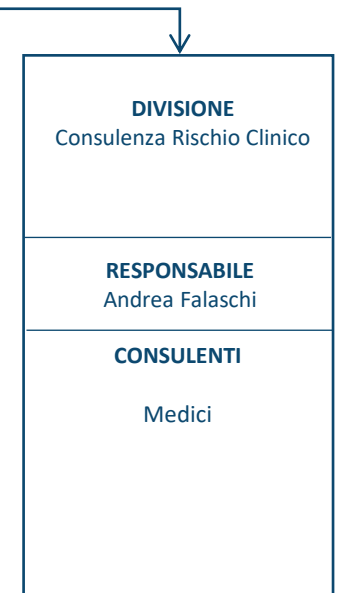 DIVISIONE
Consulenza Rischio Clinico
RESPONSABILE
Andrea Falaschi
CONSULENTI
Medici